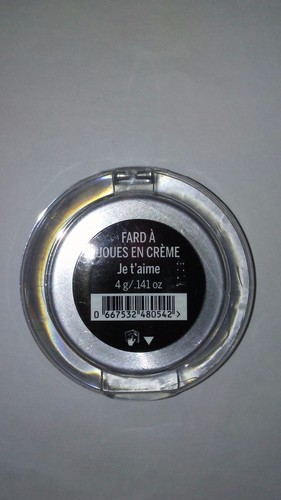 FARD À
JOUES EN CRÈME
Je t'aime
4 g/.141 oz
0 667532 480542 >